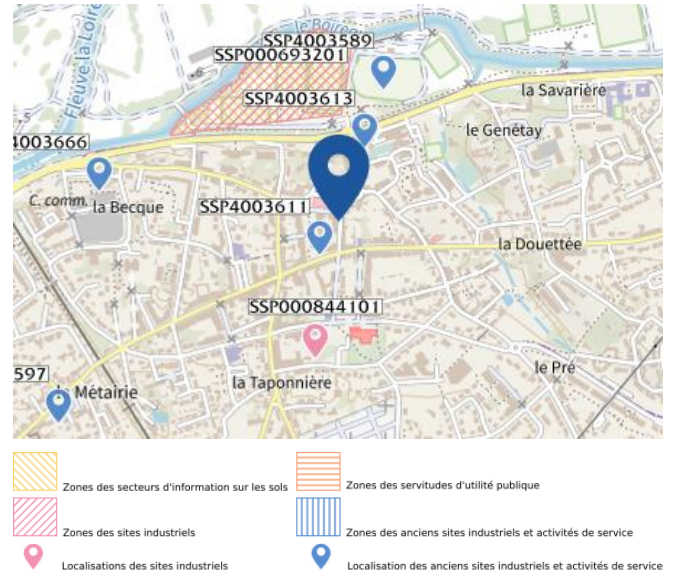 le Boire
SSP4003589
SSP000693201
Fleuve la Loire
la Savarière
SSP4003613
le Genétay
4003666
C. comm.
la Becque
SSP4003611
la Douettée
SSP000844101
le Pré
597
Métairie
la Taponnière
Zones des secteurs d'information sur les sols
Zones des servitudes d'utilité publique
Zones des sites industriels
Zones des anciens sites industriels et activités de service
Localisations des sites industriels
Localisation des anciens sites industriels et activités de service